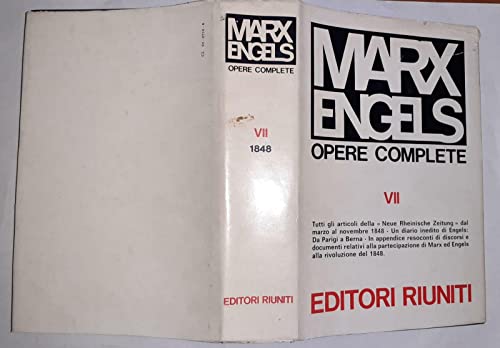 MARX
ENGELS
OPERE COMPLETE
VII
1848
EDITORI RIUNITI
MARX
ENGELS
OPERE COMPLETE
VII
Tutti gli articoli della « Neue Rheinische Zeitung » dal
marzo al novembre 1848 - Un diario inedito di Engels:
Da Parigi a Berna - In appendice resoconti di discorsi e
documenti relativi alla partecipazione di Marx ed Engels
alla rivoluzione del 1848.
EDITORI RIUNITI